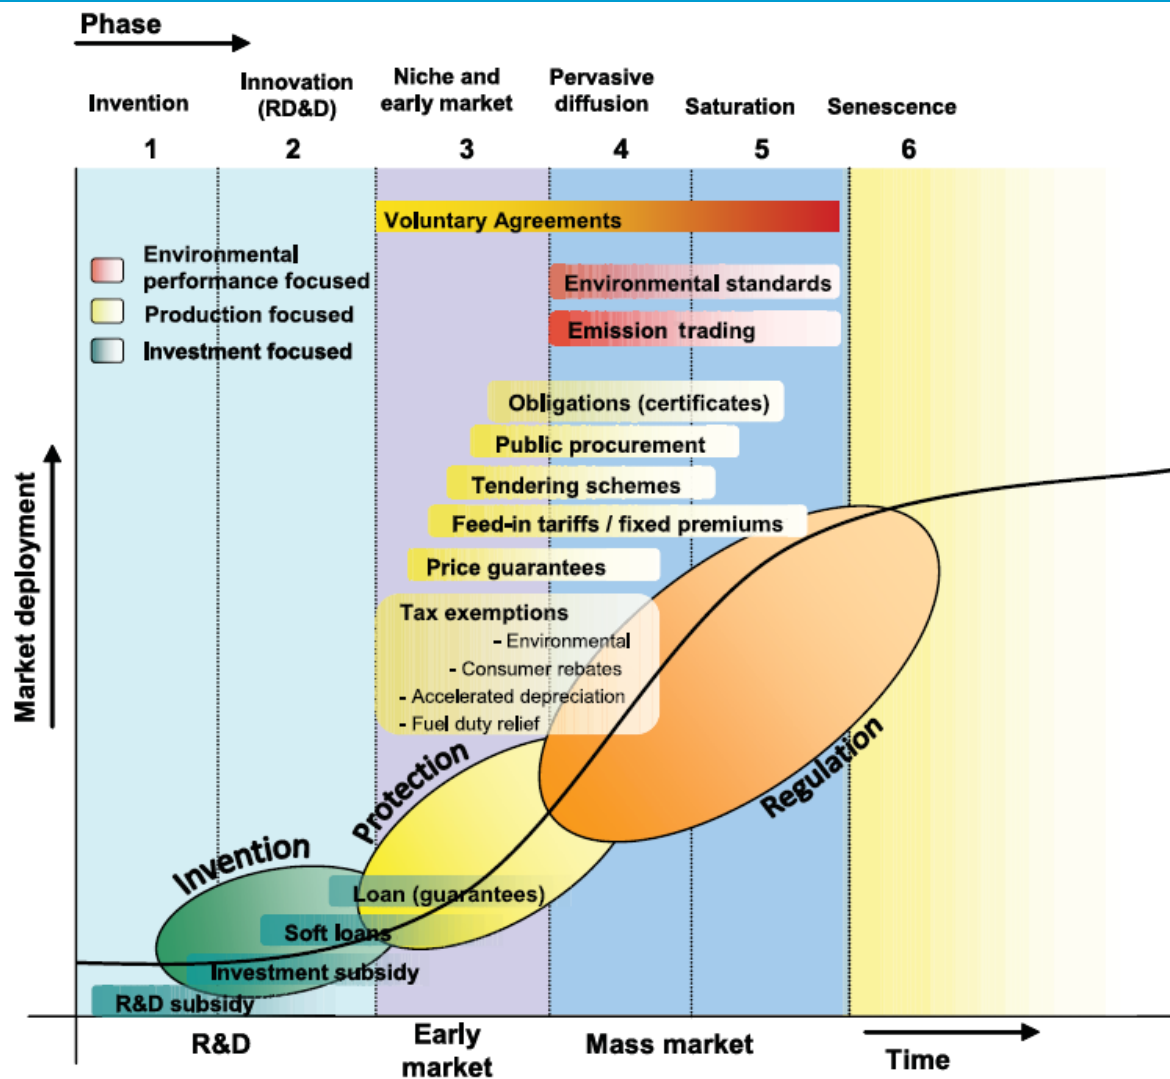 Phase
Invention
Innovation
(RD&D)
Niche and
early market
Pervasive
diffusion
Saturation
Senescence
1
2
3
4
5
6
Voluntary Agreements
Environmental
performance focused
Production focused
Investment focused
Environmental standards
Emission trading
Obligations (certificates)
Public procurement
Tendering schemes
Feed-in tariffs / fixed premiums
Price guarantees
Tax exemptions
- Environmental
- Consumer rebates
- Accelerated depreciation
- Fuel duty relief
Market deployment
Protection
Regulation
Invention
Loan (guarantees)
Soft loans
Investment subsidy
R&D subsidy
R&D
Early
market
Mass market
Time